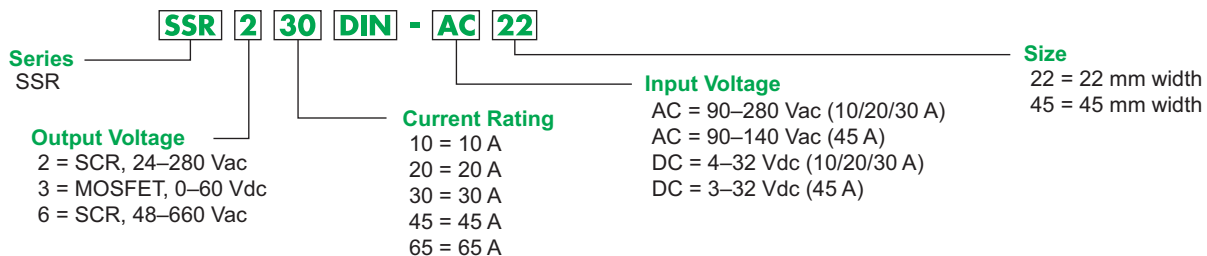 SSR 2 30 DIN - AC 22
Series
SSR
Output Voltage
2 = SCR, 24–280 Vac
3 = MOSFET, 0–60 Vdc
6 = SCR, 48–660 Vac
Current Rating
10 = 10 A
20 = 20 A
30 = 30 A
45 = 45 A
65 = 65 A
Input Voltage
AC = 90–280 Vac (10/20/30 A)
AC = 90–140 Vac (45 A)
DC = 4–32 Vdc (10/20/30 A)
DC = 3–32 Vdc (45 A)
Size
22 = 22 mm width
45 = 45 mm width